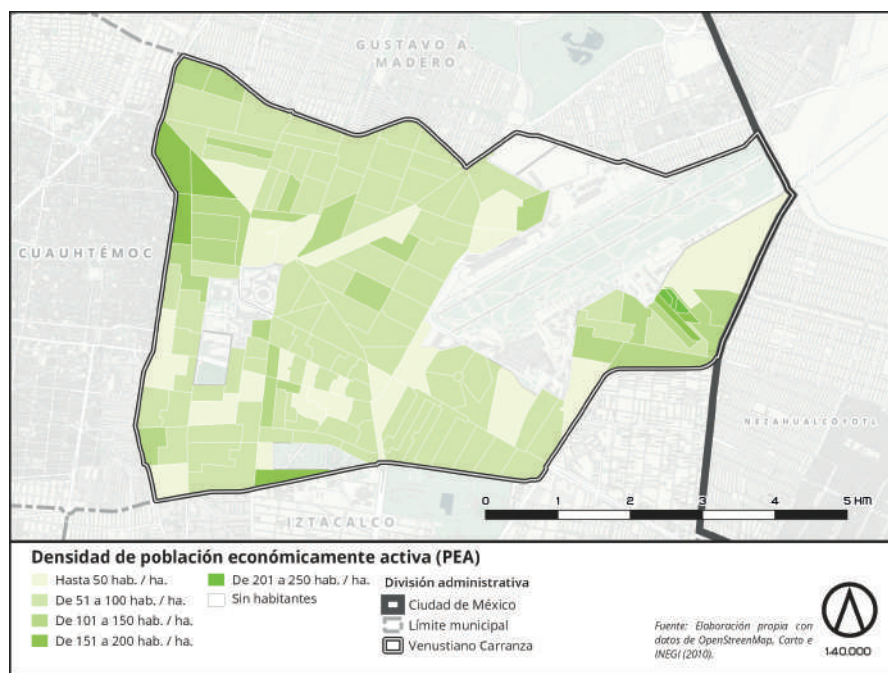 GUSTAVO A.
MADERO
CUAUHTÉMOC
NEZAHUALCÓYOTL
IZTACALCO
0 1 2 3 4 5 HM
Densidad de población económicamente activa (PEA)
Hasta 50 hab. / ha.
De 51 a 100 hab. / ha.
De 101 a 150 hab. / ha.
De 151 a 200 hab. / ha.
De 201 a 250 hab. / ha.
Sin habitantes
División administrativa
Ciudad de México
Límite municipal
Venustiano Carranza
Fuente: Elaboración propia con
datos de OpenStreenMap, Carto e
INEGI (2010).
1:40.000